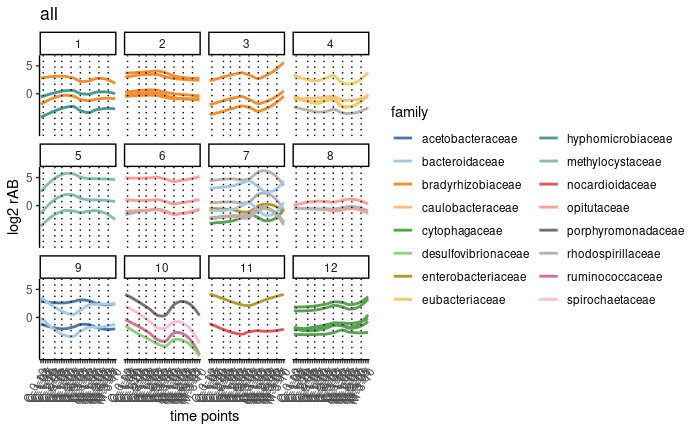 all
1 2 3 4
5
0
5 6 7 8
5
0
9 10 11 12
5
0
log2 rAB
time points
family
acetobacteraceae
bacteroidaceae
bradyrhizobiaceae
caulobacteraceae
cytophagaceae
desulfovibrionaceae
enterobacteriaceae
eubacteriaceae
hyphomicrobiaceae
methylocystaceae
nocardioidaceae
opitutaceae
porphyromonadaceae
rhodospirillaceae
ruminococcaceae
spirochaetaceae